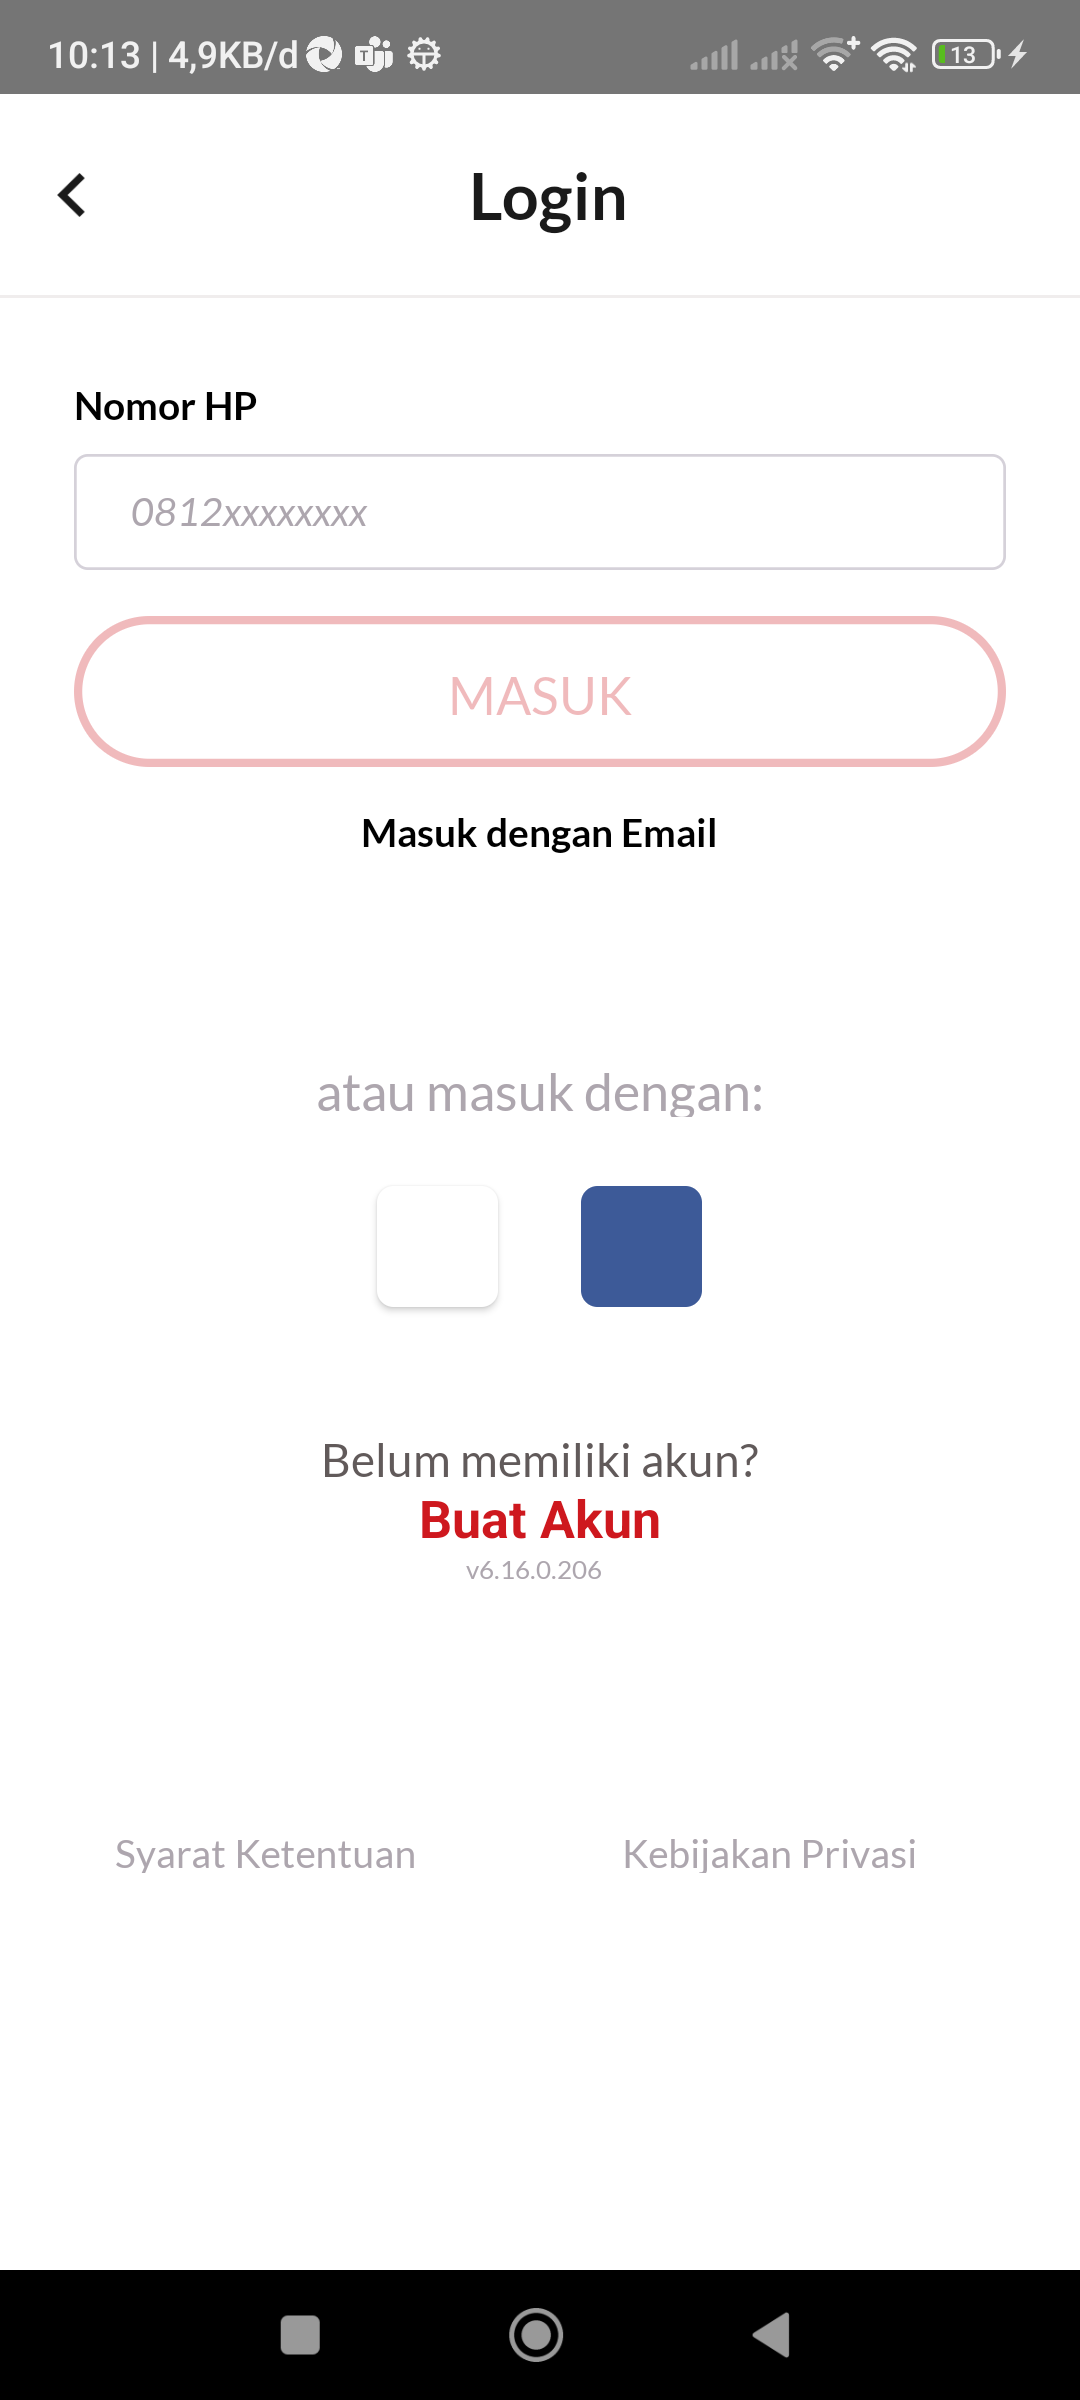 10:13 | 4,9KB/d
13
Login
Nomor HP
0812xxxxxxxx
MASUK
Masuk dengan Email
atau masuk dengan:
Belum memiliki akun?
Buat Akun
v6.16.0.206
Syarat Ketentuan
Kebijakan Privasi